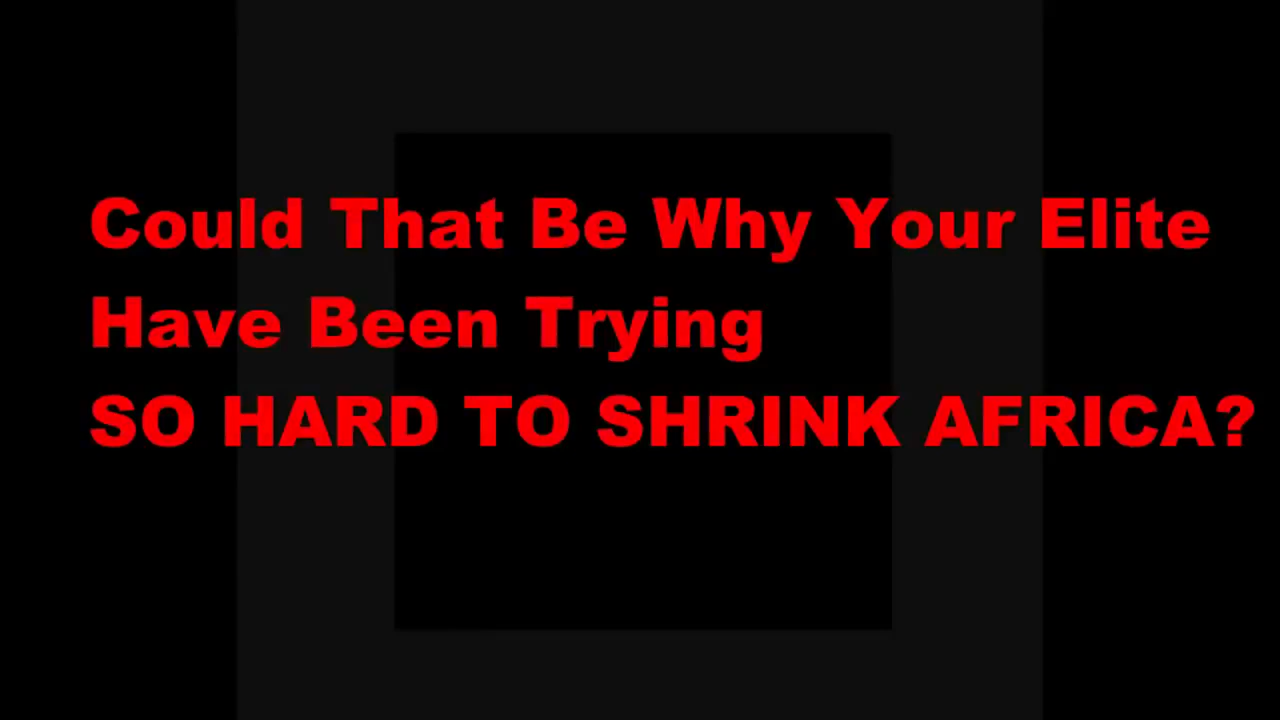 Could That Be Why Your Elite
Have Been Trying
SO HARD TO SHRINK AFRICA?